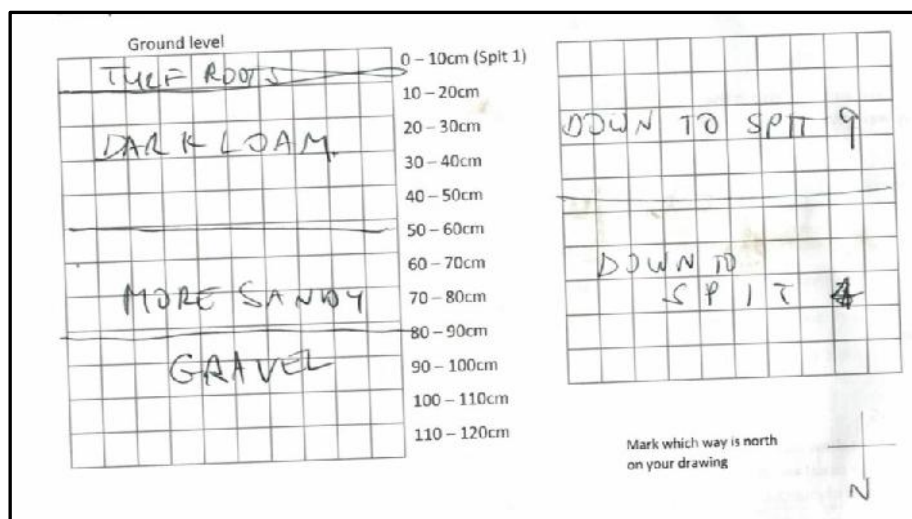 Ground level
TURF ROOTS
DARK LOAM.
MORE SANDY
GRAVEL
0 – 10cm (Spit 1)
10 – 20cm
20 – 30cm
30 – 40cm
40 – 50cm
50 – 60cm
60 – 70cm
70 – 80cm
80 – 90cm
90 – 100cm
100 – 110cm
110 – 120cm
DOWN TO SPIT 9
DOWN TO
SPIT
Mark which way is north
on your drawing
N